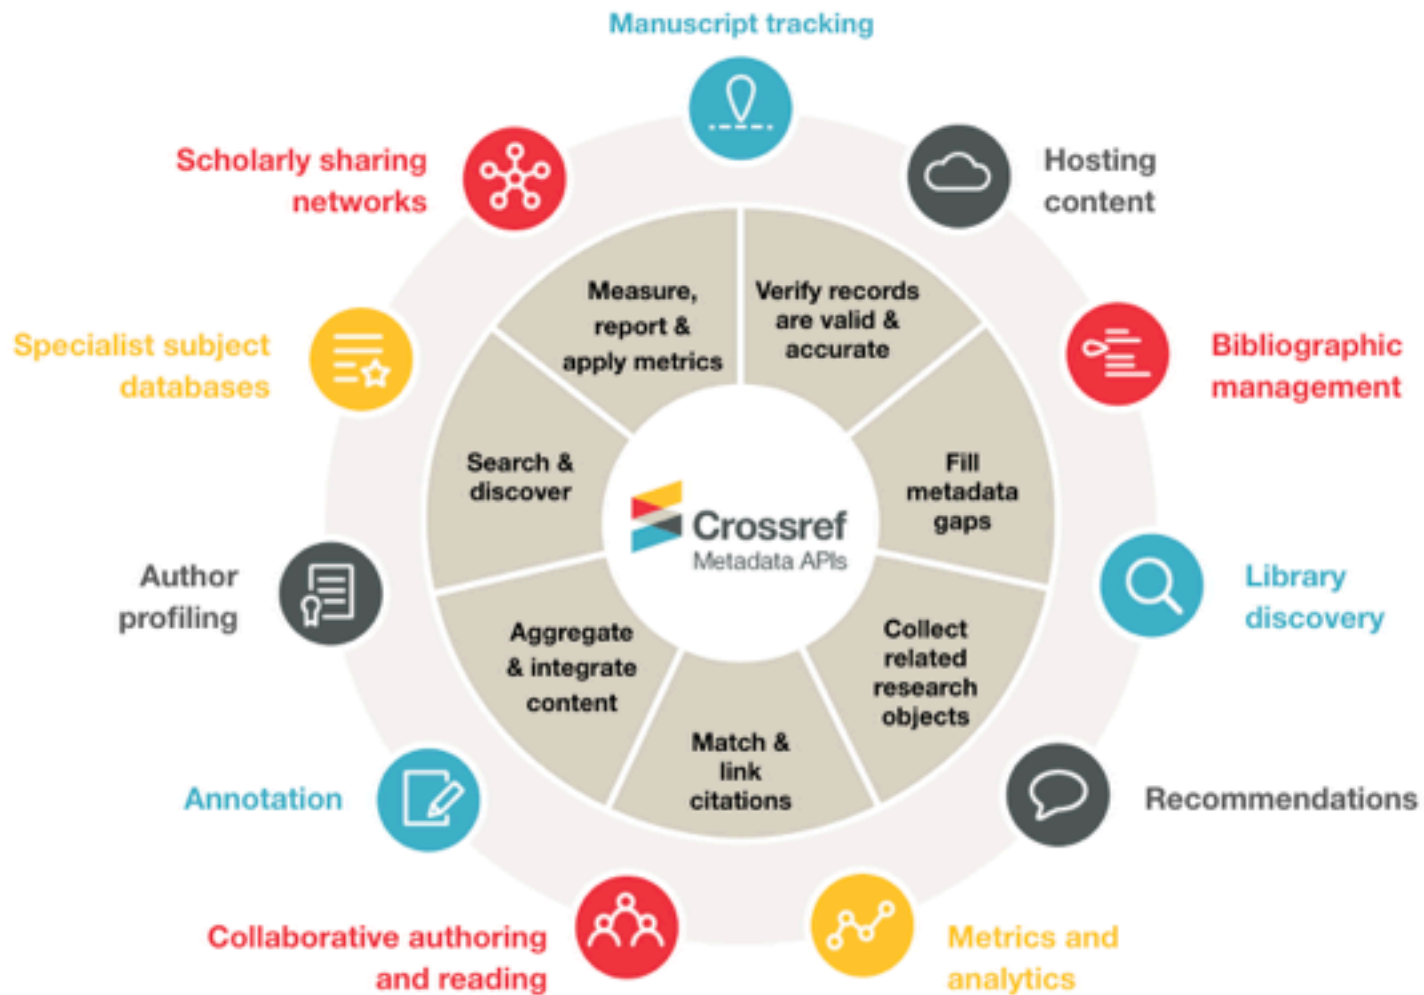 Manuscript tracking
Hosting
content
Bibliographic
management
Library
discovery
Recommendations
Metrics and
analytics
Collaborative authoring
and reading
Annotation
Author
profiling
Specialist subject
databases
Scholarly sharing
networks
Verify records
are valid &
accurate
Fill
metadata
gaps
Collect
related
research
objects
Match &
link
citations
Aggregate
& integrate
content
Search &
discover
Measure,
report &
apply metrics
Crossref
Metadata APIs